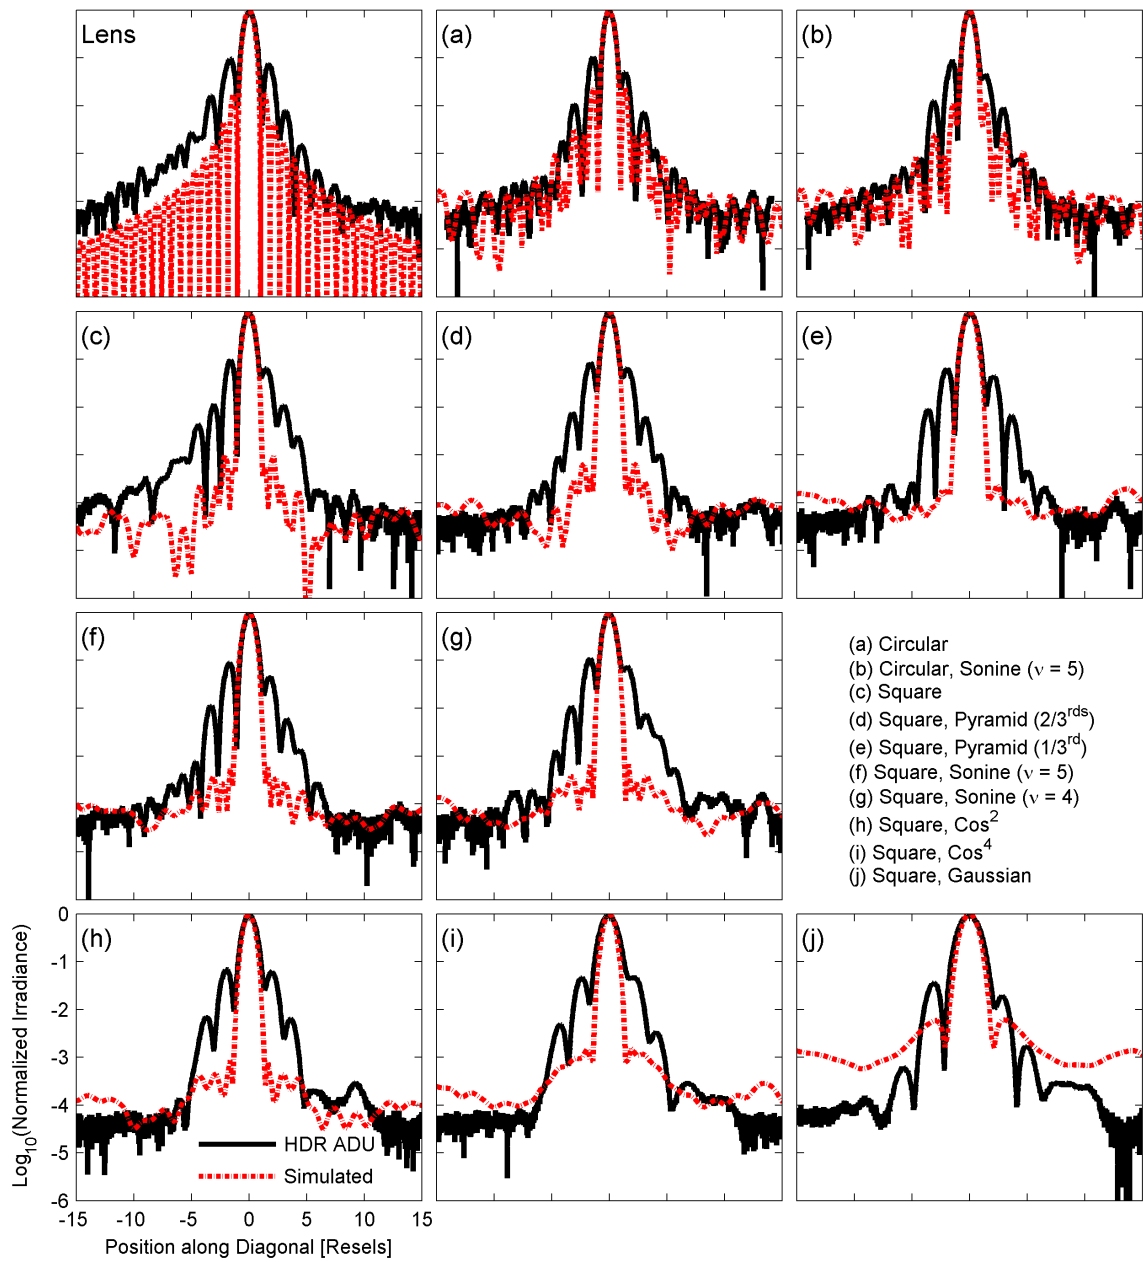 Lens
(a)
(b)
(c)
(d)
(e)
(f)
(g)
(a) Circular
(b) Circular, Sonine (ν = 5)
(c) Square
(d) Square, Pyramid (2/3rds)
(e) Square, Pyramid (1/3rd)
(f) Square, Sonine (ν = 5)
(g) Square, Sonine (ν = 4)
(h) Square, Cos2
(i) Square, Cos4
(j) Square, Gaussian
(h)
(i)
(j)
0
-1
-2
-3
-4
-5
-6
Log10(Normalized Irradiance)
HDR ADU
Simulated
-15 -10 -5 0 5 10 15
Position along Diagonal [Resels]